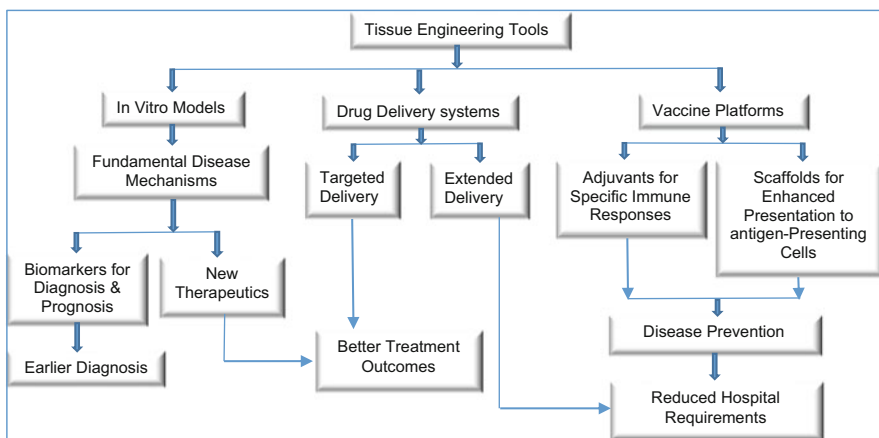 Tissue Engineering Tools
In Vitro Models
Drug Delivery systems
Vaccine Platforms
Fundamental Disease
Mechanisms
Targeted
Delivery
Extended
Delivery
Adjuvants for
Specific Immune
Responses
Scaffolds for
Enhanced
Presentation to
antigen-Presenting
Cells
Biomarkers for
Diagnosis &
Prognosis
New
Therapeutics
Earlier Diagnosis
Better Treatment
Outcomes
Disease Prevention
Reduced Hospital
Requirements